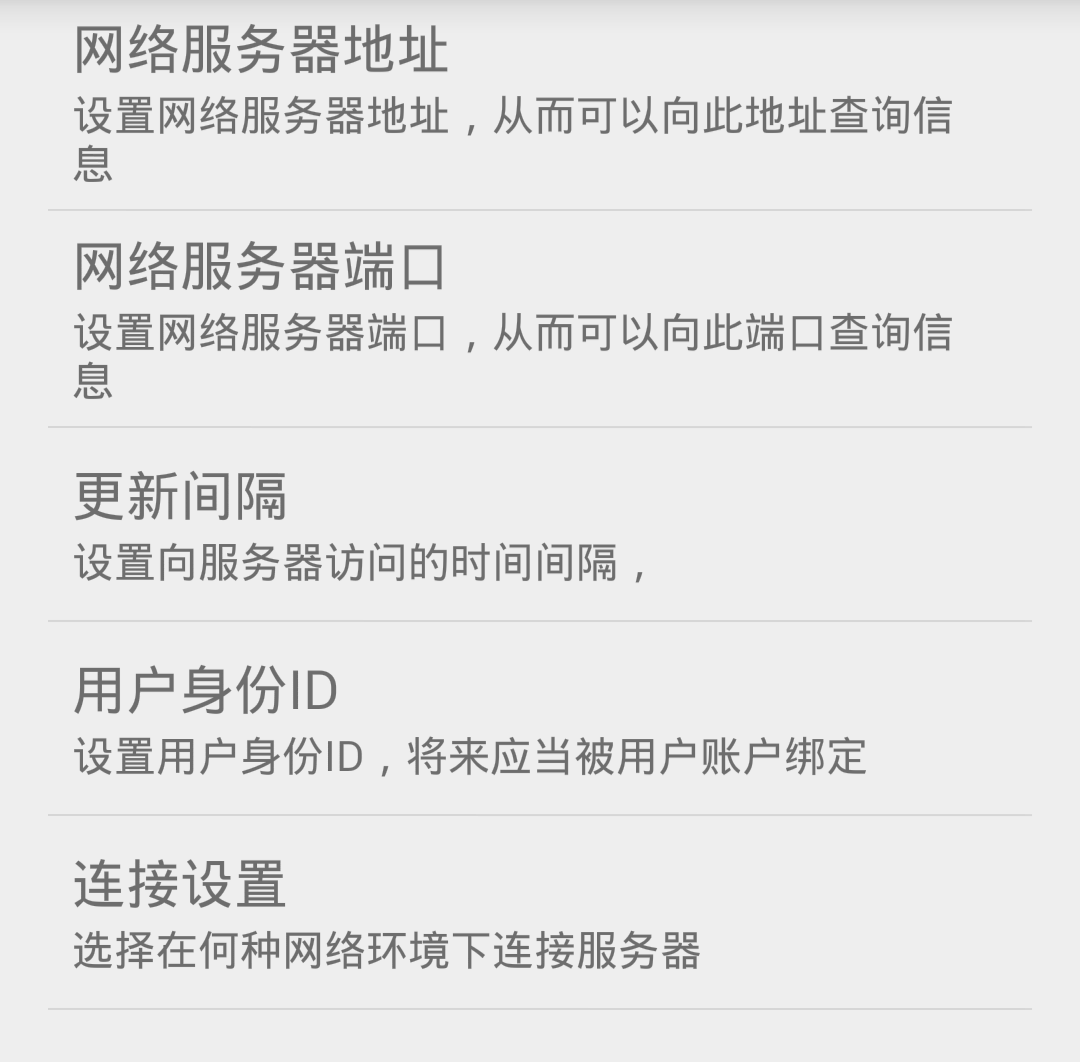 网络服务器地址
设置网络服务器地址，从而可以向此地址查询信
息
网络服务器端口
设置网络服务器端口，从而可以向此端口查询信
息
更新间隔
设置向服务器访问的时间间隔，
用户身份ID
设置用户身份ID，将来应当被用户账户绑定
连接设置
选择在何种网络环境下连接服务器